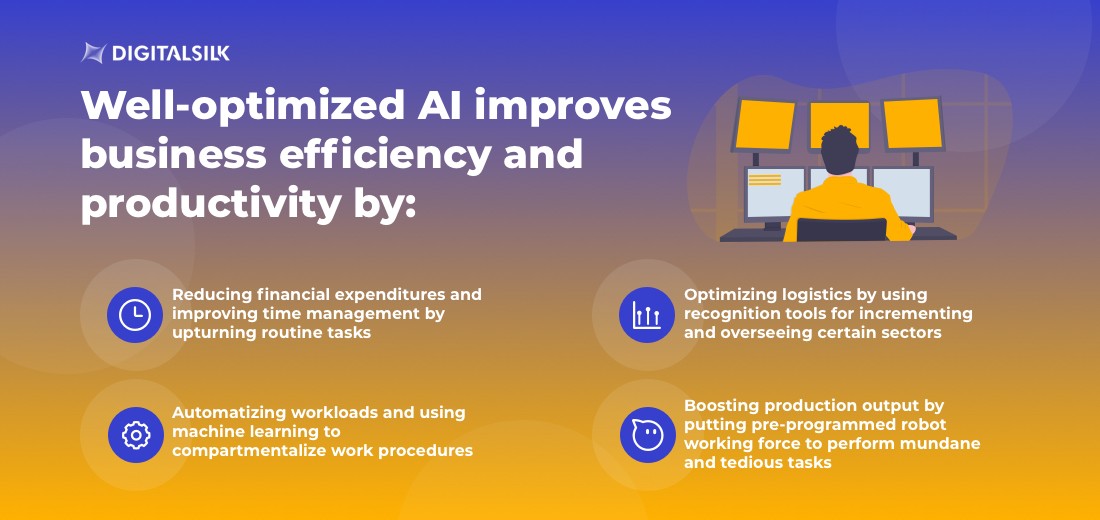 DIGITALSILK
Well-optimized AI improves
business efficiency and
productivity by:
Reducing financial expenditures and
improving time management by
upturning routine tasks
Optimizing logistics by using
recognition tools for incrementing
and overseeing certain sectors
Automatizing workloads and using
machine learning to
compartmentalize work procedures
Boosting production output by
putting pre-programmed robot
working force to perform mundane
and tedious tasks